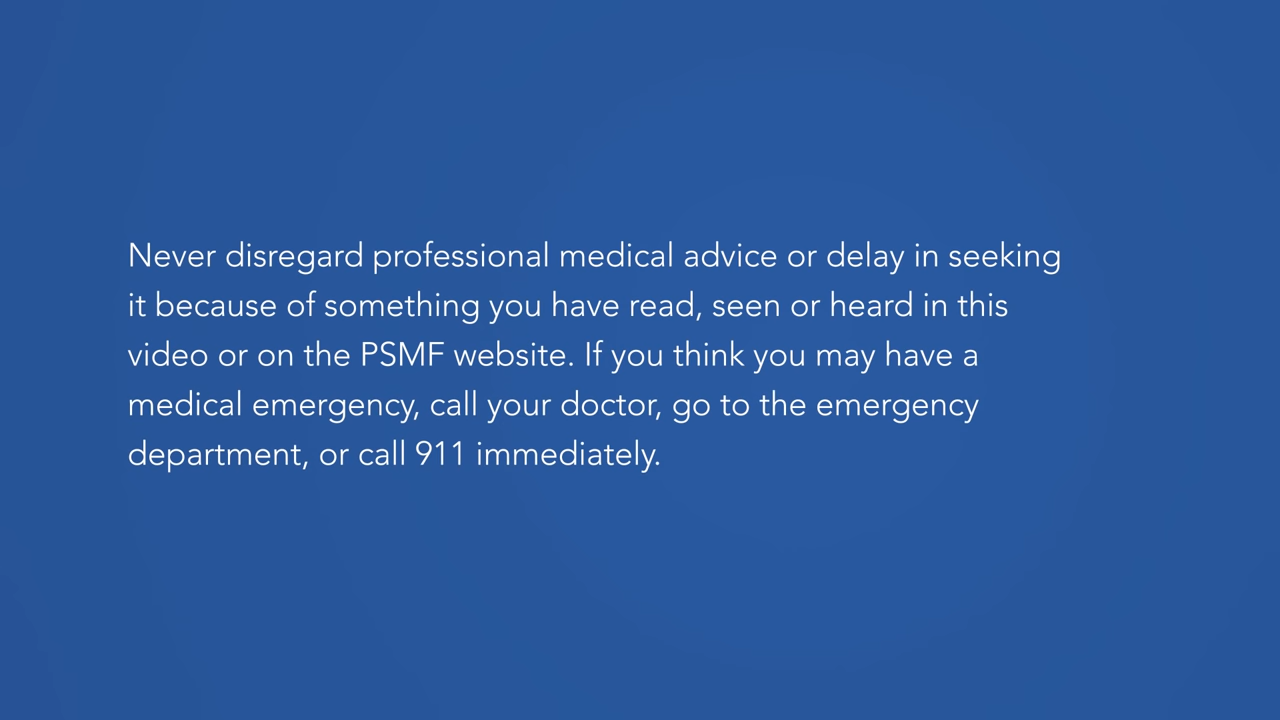 Never disregard professional medical advice or delay in seeking
it because of something you have read, seen or heard in this
video or on the PSMF website. If you think you may have a
medical emergency, call your doctor, go to the emergency
department, or call 911 immediately.